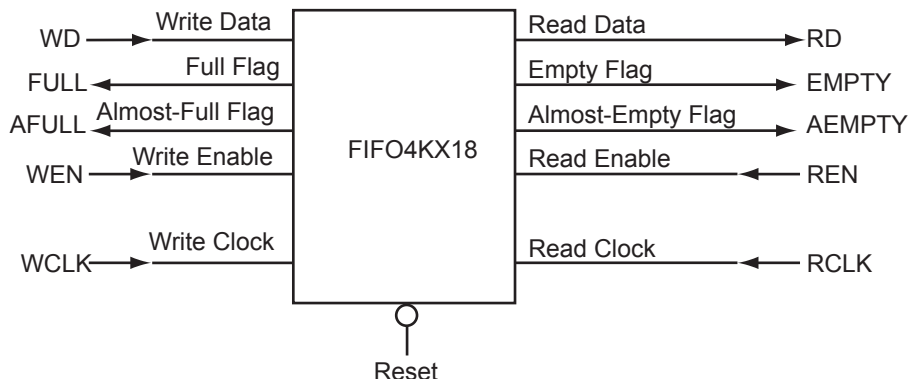 WD Write Data Read Data RD
FULL Full Flag Empty Flag EMPTY
AFULL Almost-Full Flag Almost-Empty Flag AEMPTY
FIFO4KX18
WEN Write Enable Read Enable REN
WCLK Write Clock Read Clock RCLK
Reset